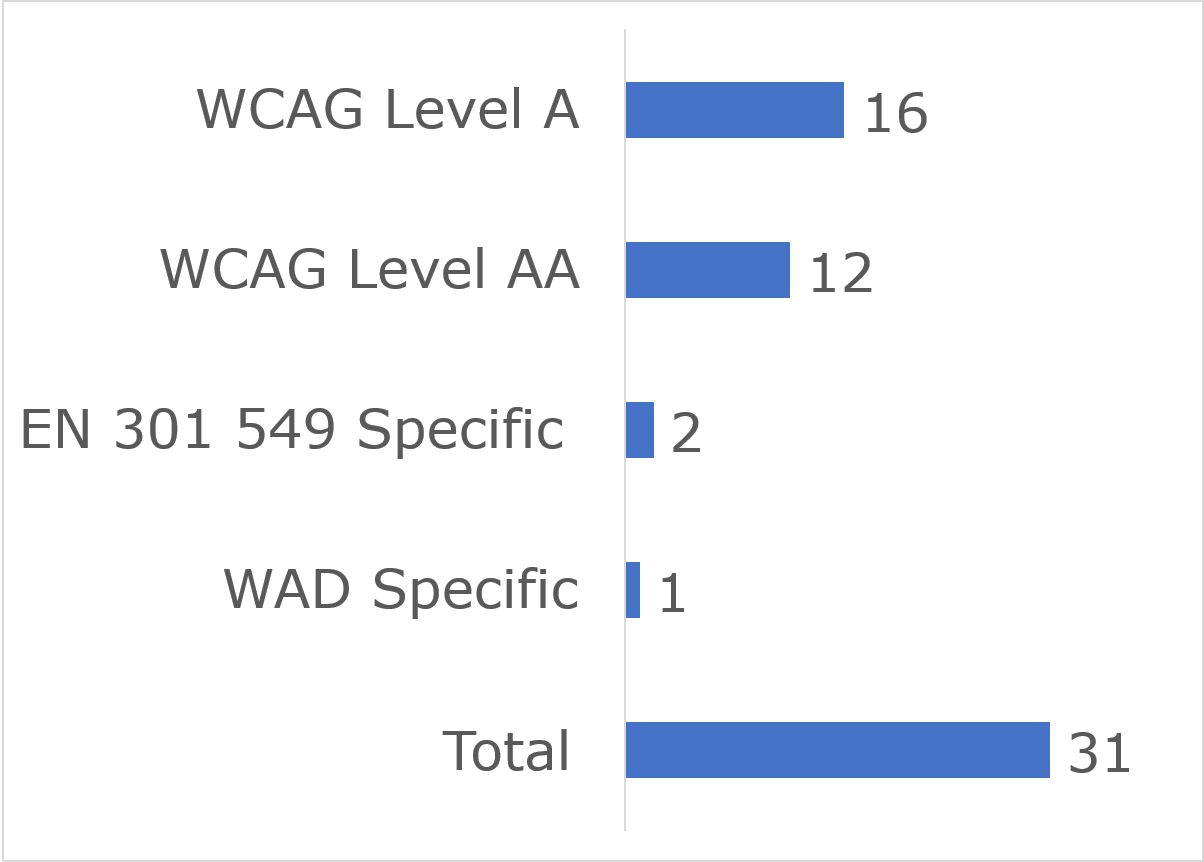 WCAG Level A 16
WCAG Level AA 12
EN 301 549 Specific 2
WAD Specific 1
Total 31